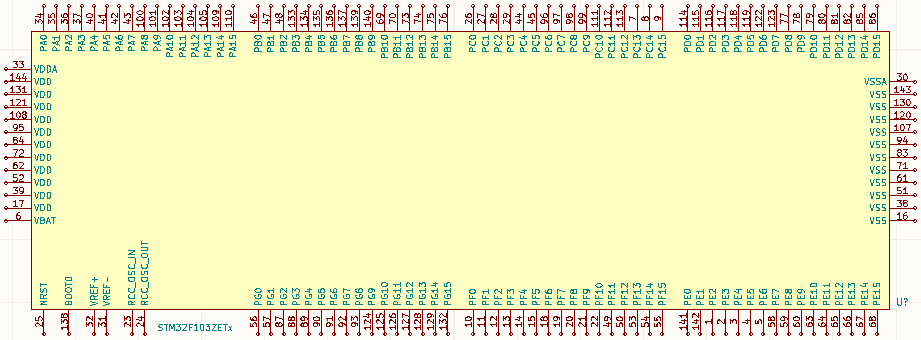 34 35 36 37 40 41 42 43 100 101 102 103 104 105 109 110 46 47 48 133 134 135 136 137 139 140 69 70 73 74 75 76 26 27 28 29 44 45 96 97 98 99 111 112 113 7 8 9 114 115 116 117 118 119 122 123 77 78 79 80 81 82 85 86
PA0 PA1 PA2 PA3 PA4 PA5 PA6 PA7 PA8 PA9 PA10 PA11 PA12 PA13 PA14 PA15 PB0 PB1 PB2 PB3 PB4 PB5 PB6 PB7 PB8 PB9 PB10 PB11 PB12 PB13 PB14 PB15 PC0 PC1 PC2 PC3 PC4 PC5 PC6 PC7 PC8 PC9 PC10 PC11 PC12 PC13 PC14 PC15 PD0 PD1 PD2 PD3 PD4 PD5 PD6 PD7 PD8 PD9 PD10 PD11 PD12 PD13 PD14 PD15
33 VDDA
144 VDD VSSA 30
131 VDD VSS 143
121 VDD VSS 130
108 VDD VSS 120
95 VDD VSS 107
84 VDD VSS 94
72 VDD VSS 83
62 VDD VSS 71
52 VDD VSS 61
39 VDD VSS 51
17 VDD VSS 38
6 VBAT VSS 16
NRST BOOT0 VREF+ VREF- RCC_OSC_IN RCC_OSC_OUT PG0 PG1 PG2 PG3 PG4 PG5 PG6 PG7 PG8 PG9 PG10 PG11 PG12 PG13 PG14 PG15 PF0 PF1 PF2 PF3 PF4 PF5 PF6 PF7 PF8 PF9 PF10 PF11 PF12 PF13 PF14 PF15 PE0 PE1 PE2 PE3 PE4 PE5 PE6 PE7 PE8 PE9 PE10 PE11 PE12 PE13 PE14 PE15
U?
25 138 32 31 23 24 56 57 87 88 89 90 91 92 93 124 125 126 127 128 129 132 10 11 12 13 14 15 18 19 20 21 22 49 50 53 54 55 141 142 1 2 3 4 5 58 59 60 63 64 65 66 67 68
STM32F103ZETx